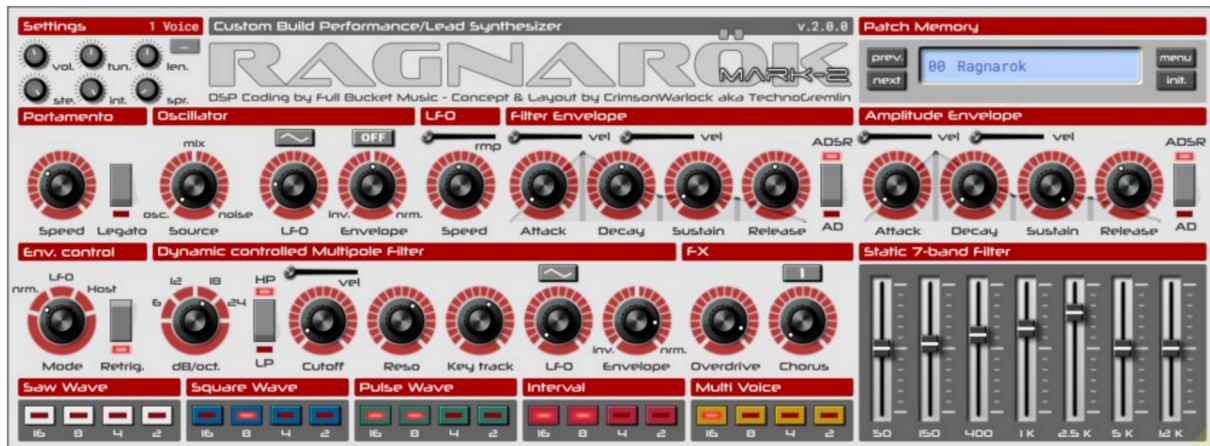 Settings 1 Voice
Custom Build Performance/Lead Synthesizer v.2.0.0
Patch Memory
vol. tun. len.
ste. int. spr.
RAGNARÖK
MARK-2
DSP Coding by Full Bucket Music - Concept & Layout by CrimsonWarlock aka TechnoGremlin
prev. 00 Ragnarok menu
next init.
Portamento Oscillator LFO Filter Envelope Amplitude Envelope
mix OFF rmp vel vel ADSR vel vel ADSR
osc. noise inv. nrm.
Speed Legato Source LFO Envelope Speed Attack Decay Sustain Release AD Attack Decay Sustain Release AD
Env. control Dynamic controlled Multipole Filter FX Static 7-band Filter
nrm. LFO Host 6 12 18 24 HP vel 1
inv. nrm.
Mode Retrig. dB/oct. LP Cutoff Reso Key track LFO Envelope Overdrive Chorus
Saw Wave Square Wave Pulse Wave Interval Multi Voice
16 8 4 2 16 8 4 2 16 8 4 2 16 8 4 2 16 8 4 2
50 150 400 1 K 2.5 K 5 K 12 K